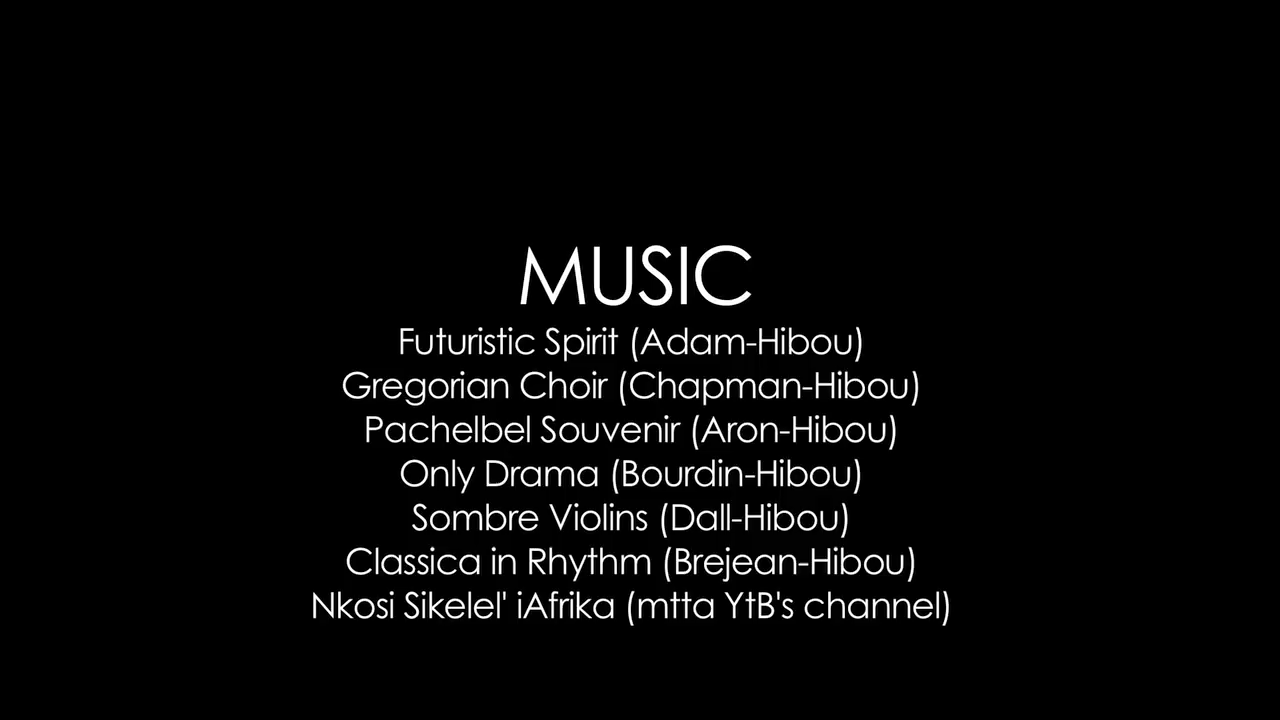 MUSIC
Futuristic Spirit (Adam-Hibou)
Gregorian Choir (Chapman-Hibou)
Pachelbel Souvenir (Aron-Hibou)
Only Drama (Bourdin-Hibou)
Sombre Violins (Dall-Hibou)
Classica in Rhythm (Brejean-Hibou)
Nkosi Sikelel' iAfrika (mtta YtB's channel)